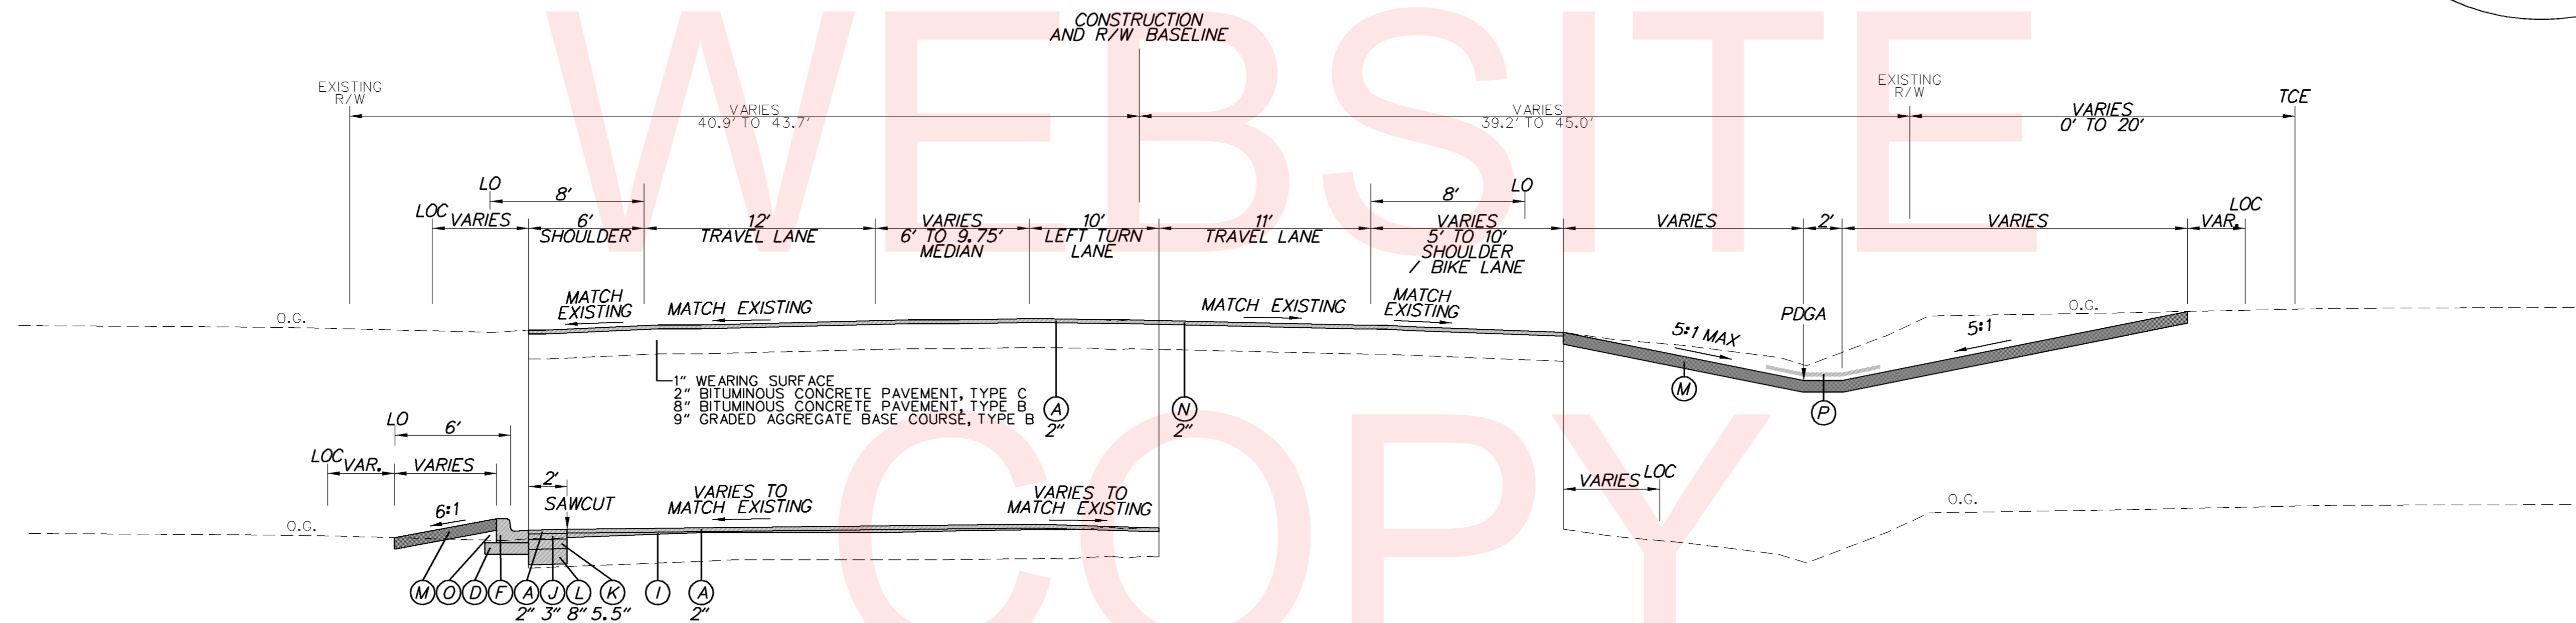 WEBSITE
COPY
CONSTRUCTION
AND R/W BASELINE
EXISTING
R/W
VARIES
40.9' TO 43.7'
VARIES
39.2' TO 45.0'
EXISTING
R/W
VARIES
0' TO 20'
TCE
LO
8'
8'
LO
LOC
VARIES
6'
SHOULDER
12'
TRAVEL LANE
VARIES
6' TO 9.75'
MEDIAN
10'
LEFT TURN
LANE
11'
TRAVEL LANE
VARIES
5' TO 10'
SHOULDER
/ BIKE LANE
VARIES
2'
VARIES
VAR.
LOC
O.G.
MATCH
EXISTING
MATCH EXISTING
MATCH EXISTING
MATCH
EXISTING
5:1 MAX
PDGA
O.G.
5:1
1" WEARING SURFACE
2" BITUMINOUS CONCRETE PAVEMENT, TYPE C
8" BITUMINOUS CONCRETE PAVEMENT, TYPE B
9" GRADED AGGREGATE BASE COURSE, TYPE B
A
2"
N
2"
M
P
LO
6'
LOC
VAR.
VARIES
2'
SAWCUT
VARIES TO
MATCH EXISTING
VARIES TO
MATCH EXISTING
VARIES
LOC
O.G.
O.G.
6:1
M O D F A J L K I A
2" 3" 8" 5.5" 2"